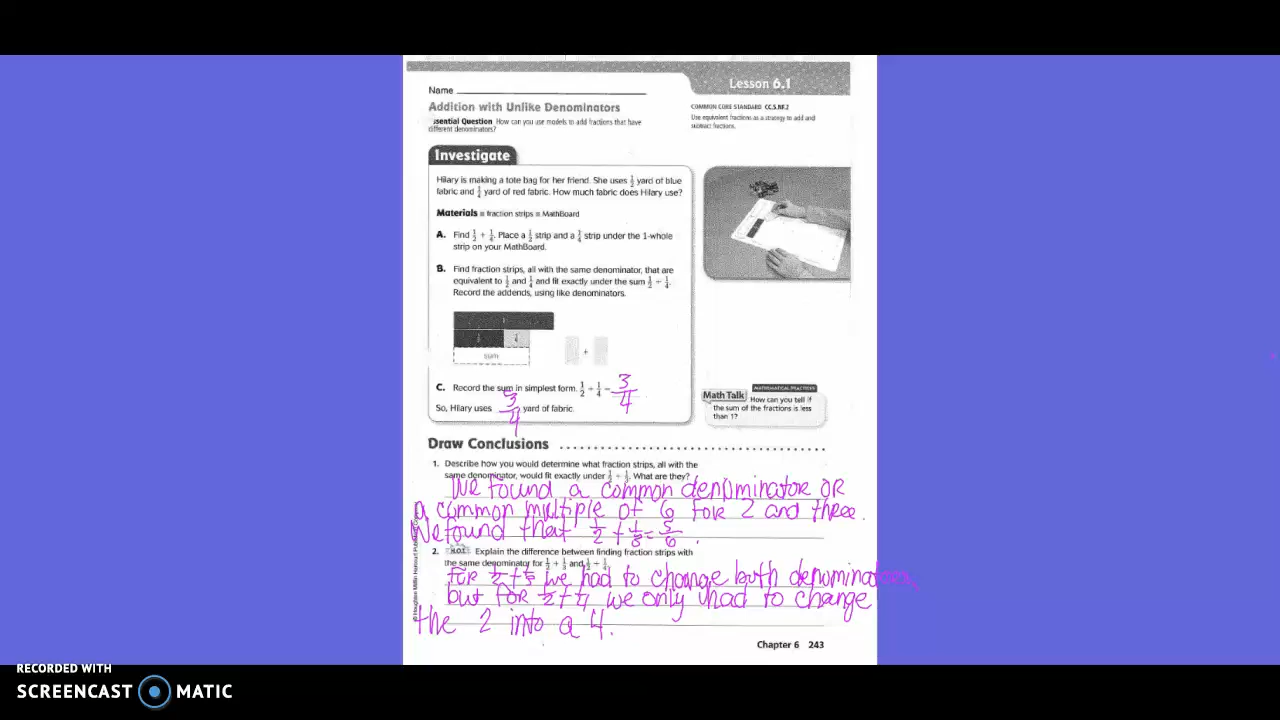 Lesson 6.1
Name
Addition with Unlike Denominators
COMMON CORE STANDARD CC.5.NF.2
Use equivalent fractions as a strategy to add and
subtract fractions.
ssential Question How can you use models to add fractions that have
different denominators?
Investigate
Hilary is making a tote bag for her friend. She uses 1/2 yard of blue
fabric and 1/4 yard of red fabric. How much fabric does Hilary use?
Materials ■ fraction strips ■ MathBoard
A. Find 1/2 + 1/4. Place a 1/2 strip and a 1/4 strip under the 1-whole
strip on your MathBoard.
B. Find fraction strips, all with the same denominator, that are
equivalent to 1/2 and 1/4 and fit exactly under the sum 1/2 + 1/4.
Record the addends, using like denominators.
1
1/2 1/4
sum
+
C. Record the sum in simplest form. 1/2 + 1/4 = 3/4
So, Hilary uses 3/4 yard of fabric.
MATHEMATICAL PRACTICES
Math Talk How can you tell if
the sum of the fractions is less
than 1?
Draw Conclusions
1. Describe how you would determine what fraction strips, all with the
same denominator, would fit exactly under 1/2 + 1/3. What are they?
We found a common denominator OR
a common multiple of 6 for 2 and three.
We found that 1/2 + 1/3 = 5/6.
2. H.O.T. Explain the difference between finding fraction strips with
the same denominator for 1/2 + 1/3 and 1/2 + 1/4.
For 1/2 + 1/3 we had to change both denominators,
but for 1/2 + 1/4 we only had to change
the 2 into a 4.
© Houghton Mifflin Harcourt Publishing
Chapter 6 243
RECORDED WITH
SCREENCAST MATIC